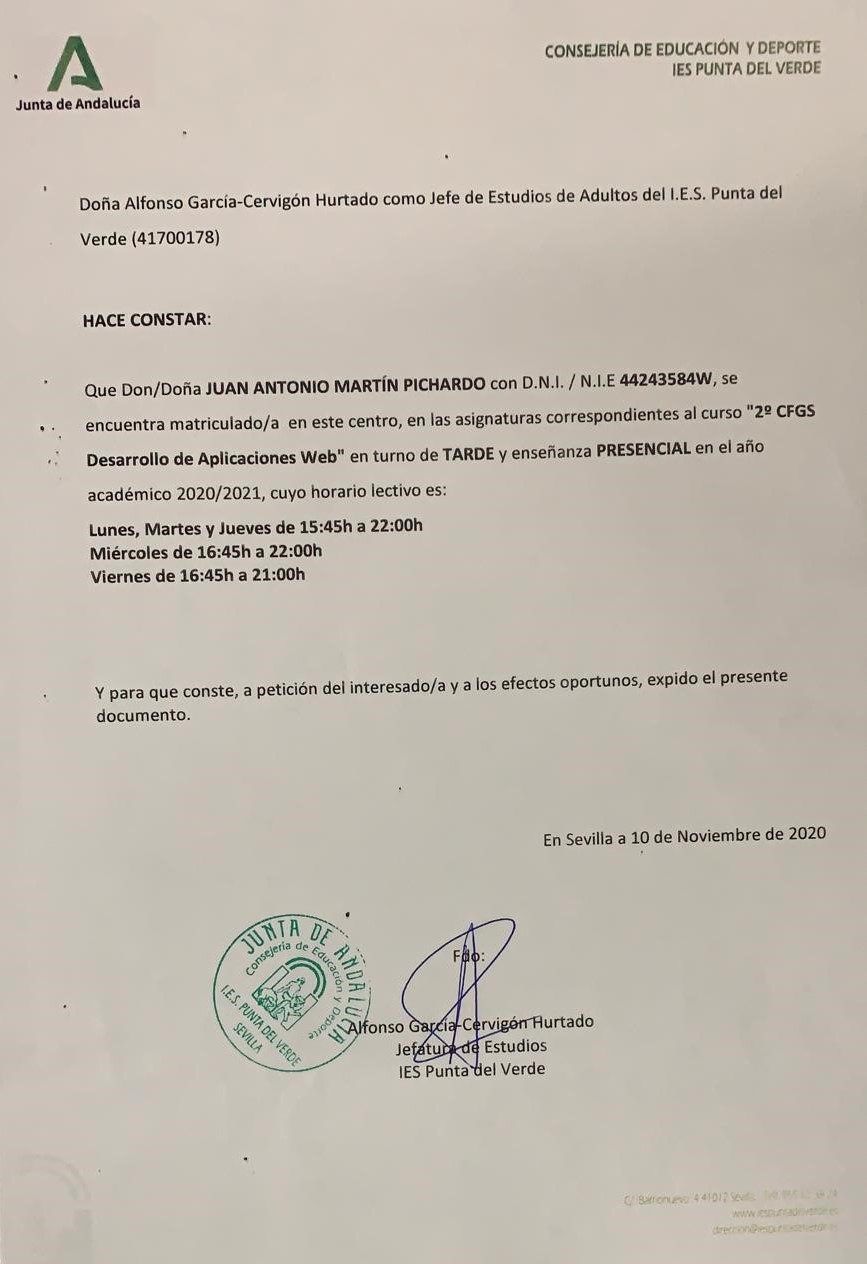 Junta de Andalucía
CONSEJERÍA DE EDUCACIÓN Y DEPORTE
IES PUNTA DEL VERDE
Doña Alfonso García-Cervigón Hurtado como Jefe de Estudios de Adultos del I.E.S. Punta del
Verde (41700178)
HACE CONSTAR:
Que Don/Doña JUAN ANTONIO MARTÍN PICHARDO con D.N.I. / N.I.E 44243584W, se
encuentra matriculado/a en este centro, en las asignaturas correspondientes al curso "2º CFGS
Desarrollo de Aplicaciones Web" en turno de TARDE y enseñanza PRESENCIAL en el año
académico 2020/2021, cuyo horario lectivo es:
Lunes, Martes y Jueves de 15:45h a 22:00h
Miércoles de 16:45h a 22:00h
Viernes de 16:45h a 21:00h
Y para que conste, a petición del interesado/a y a los efectos oportunos, expido el presente
documento.
En Sevilla a 10 de Noviembre de 2020
JUNTA DE ANDALUCIA
Consejería de Educación y Deporte
I.E.S. PUNTA DEL VERDE
SEVILLA
Fdo:
Alfonso García-Cervigón Hurtado
Jefatura de Estudios
IES Punta del Verde
C/ Barrionuevo 4 41012 Sevilla
www.iespuntadelverde.es